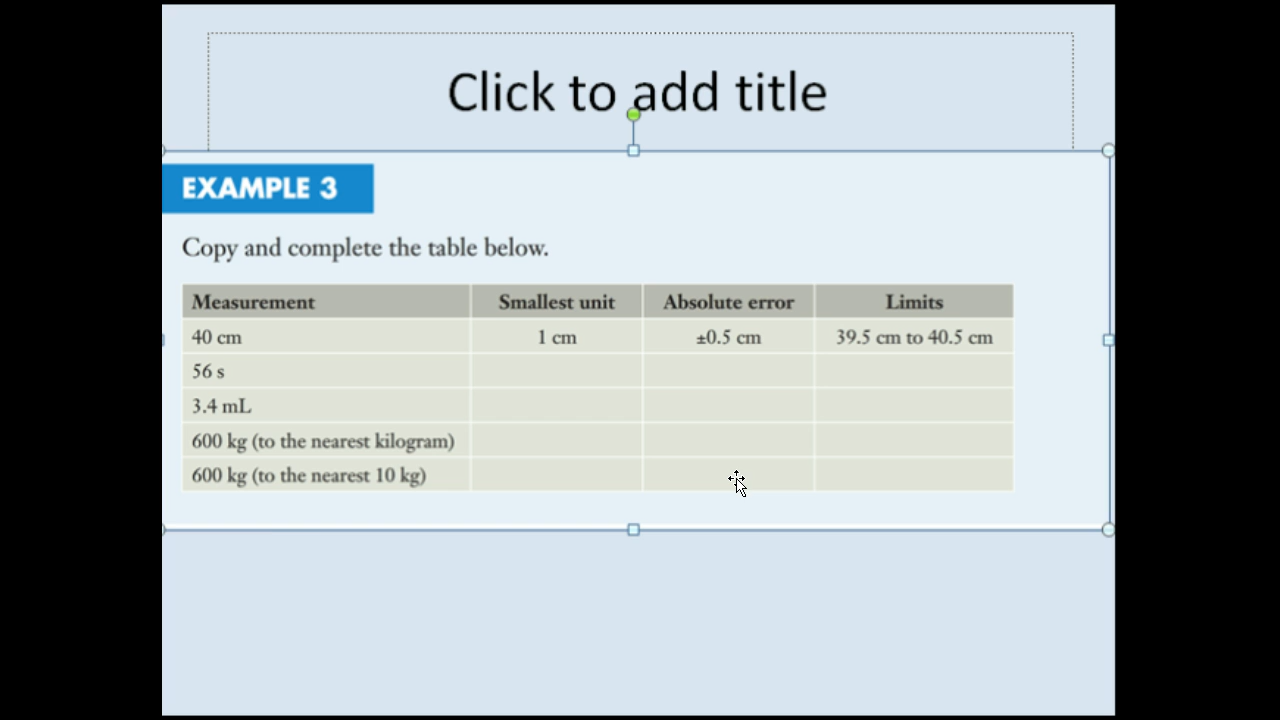 Click to add title
EXAMPLE 3
Copy and complete the table below.
Measurement Smallest unit Absolute error Limits
40 cm 1 cm ±0.5 cm 39.5 cm to 40.5 cm
56 s
3.4 mL
600 kg (to the nearest kilogram)
600 kg (to the nearest 10 kg)